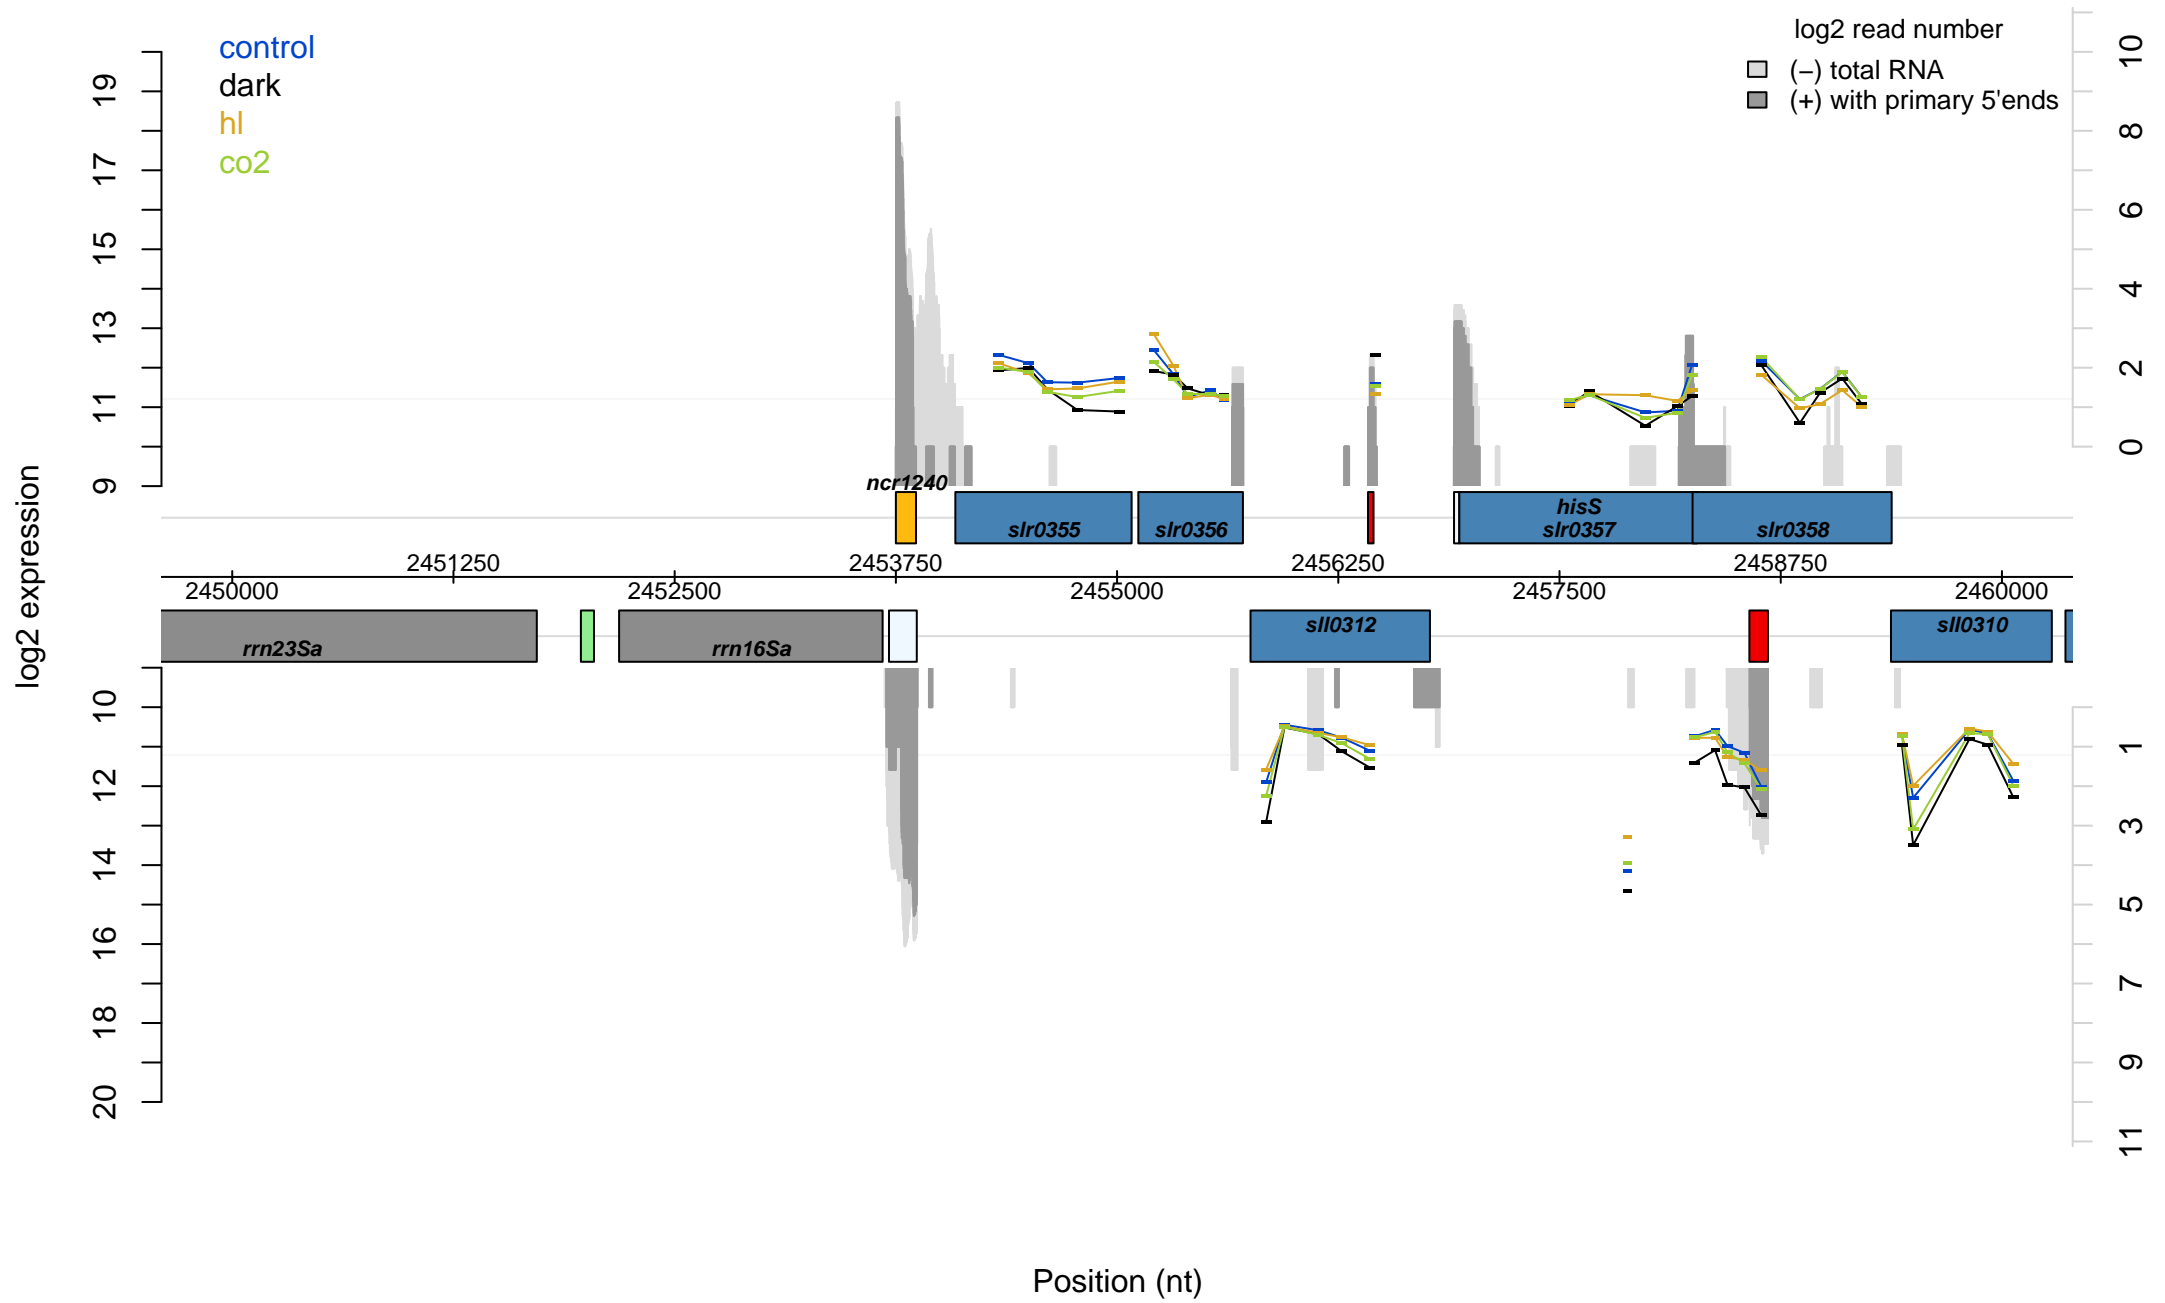 log2 read number
control
(−) total RNA
dark
(+) with primary 5'ends
hl
co2
19
17
15
13
11
9
10
8
6
4
2
0
ncr1240
slr0355
slr0356
hisS
slr0357
slr0358
2451250
2453750
2456250
2458750
2450000
2452500
2455000
2457500
2460000
rrn23Sa
rrn16Sa
sll0312
sll0310
log2 expression
10
12
14
16
18
20
1
3
5
7
9
11
Position (nt)